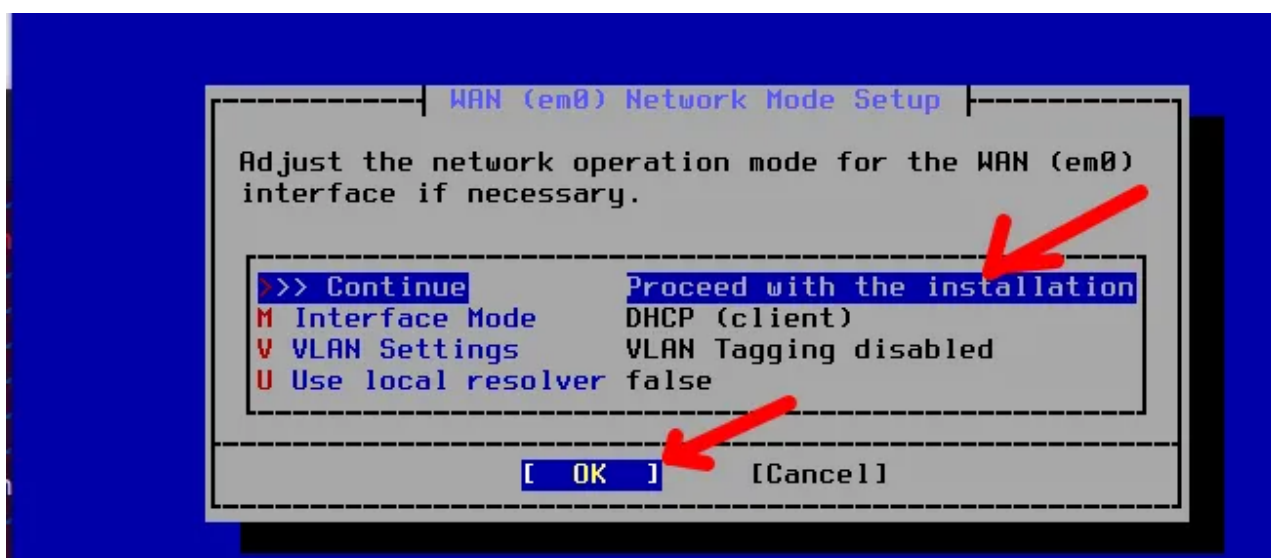 WAN (em0) Network Mode Setup
Adjust the network operation mode for the WAN (em0)
interface if necessary.
>>> Continue Proceed with the installation
M Interface Mode DHCP (client)
V VLAN Settings VLAN Tagging disabled
U Use local resolver false
[ OK ] [Cancel]